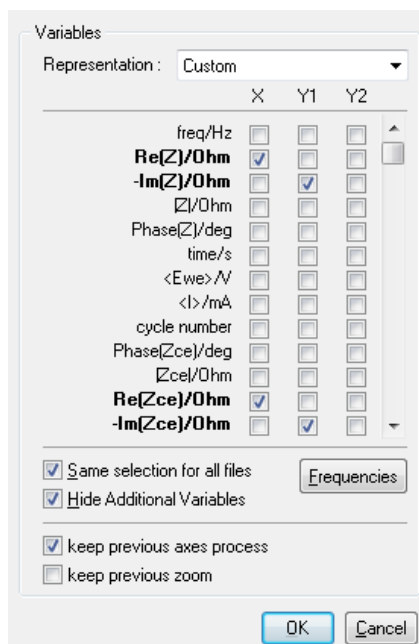 Variables
Representation : Custom
X Y1 Y2
freq/Hz
Re(Z)/Ohm
-Im(Z)/Ohm
|Z|/Ohm
Phase(Z)/deg
time/s
<Ewe>/V
<I>/mA
cycle number
Phase(Zce)/deg
|Zce|/Ohm
Re(Zce)/Ohm
-Im(Zce)/Ohm
Same selection for all files
Frequencies
Hide Additional Variables
keep previous axes process
keep previous zoom
OK Cancel